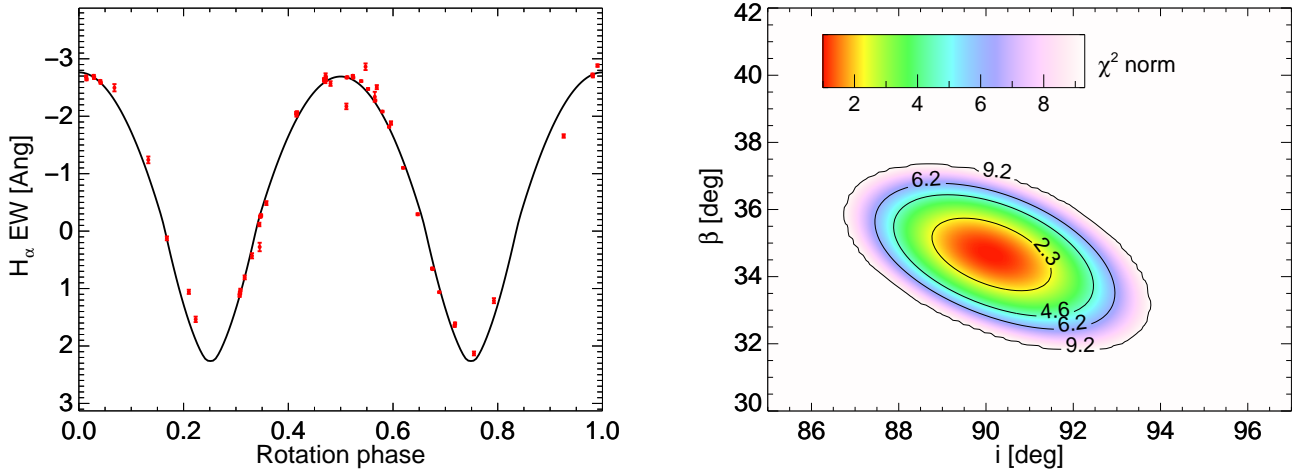 −3
−2
−1
0
1
2
3
Hα EW [Ang]
0.0 0.2 0.4 0.6 0.8 1.0
Rotation phase
42
40
38
36
34
32
30
β [deg]
2 4 6 8
χ² norm
9.2
6.2
2.3
4.6
6.2
9.2
86 88 90 92 94 96
i [deg]